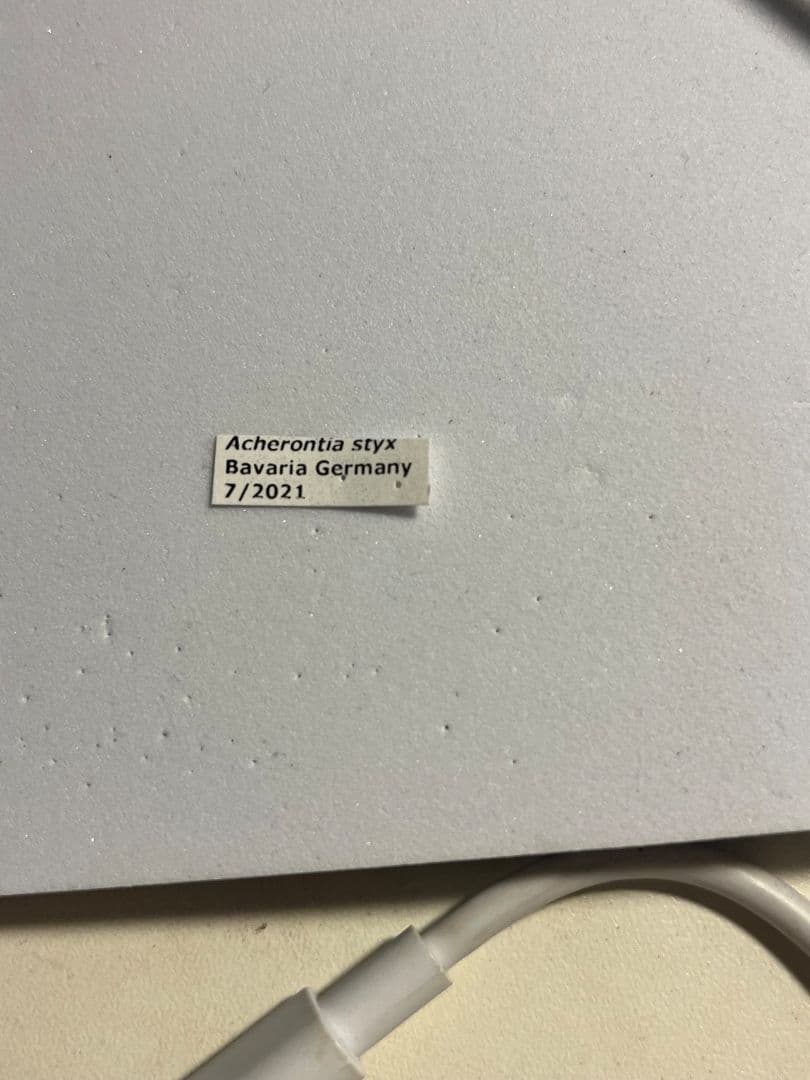 Acherontia styx
Bavaria Germany
7/2021